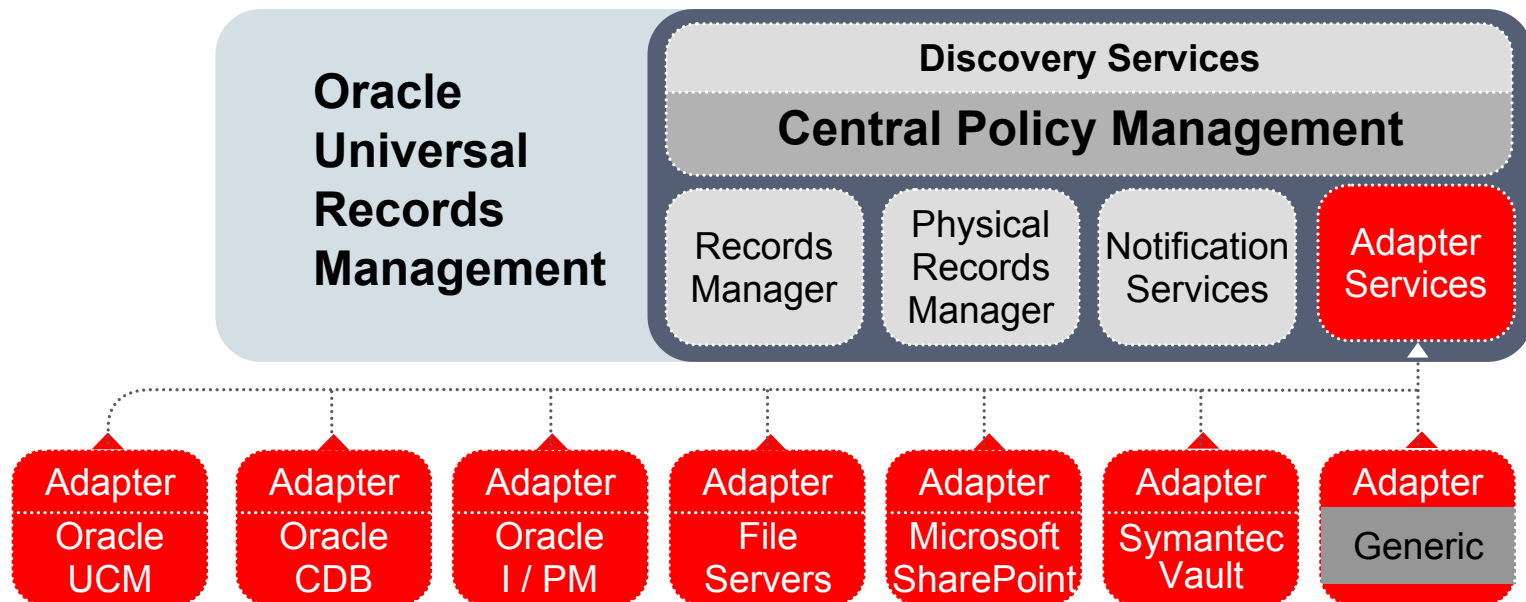 Oracle
Universal
Records
Management
Discovery Services
Central Policy Management
Records
Manager
Physical
Records
Manager
Notification
Services
Adapter
Services
Adapter
Oracle
UCM
Adapter
Oracle
CDB
Adapter
Oracle
I / PM
Adapter
File
Servers
Adapter
Microsoft
SharePoint
Adapter
Symantec
Vault
Adapter
Generic